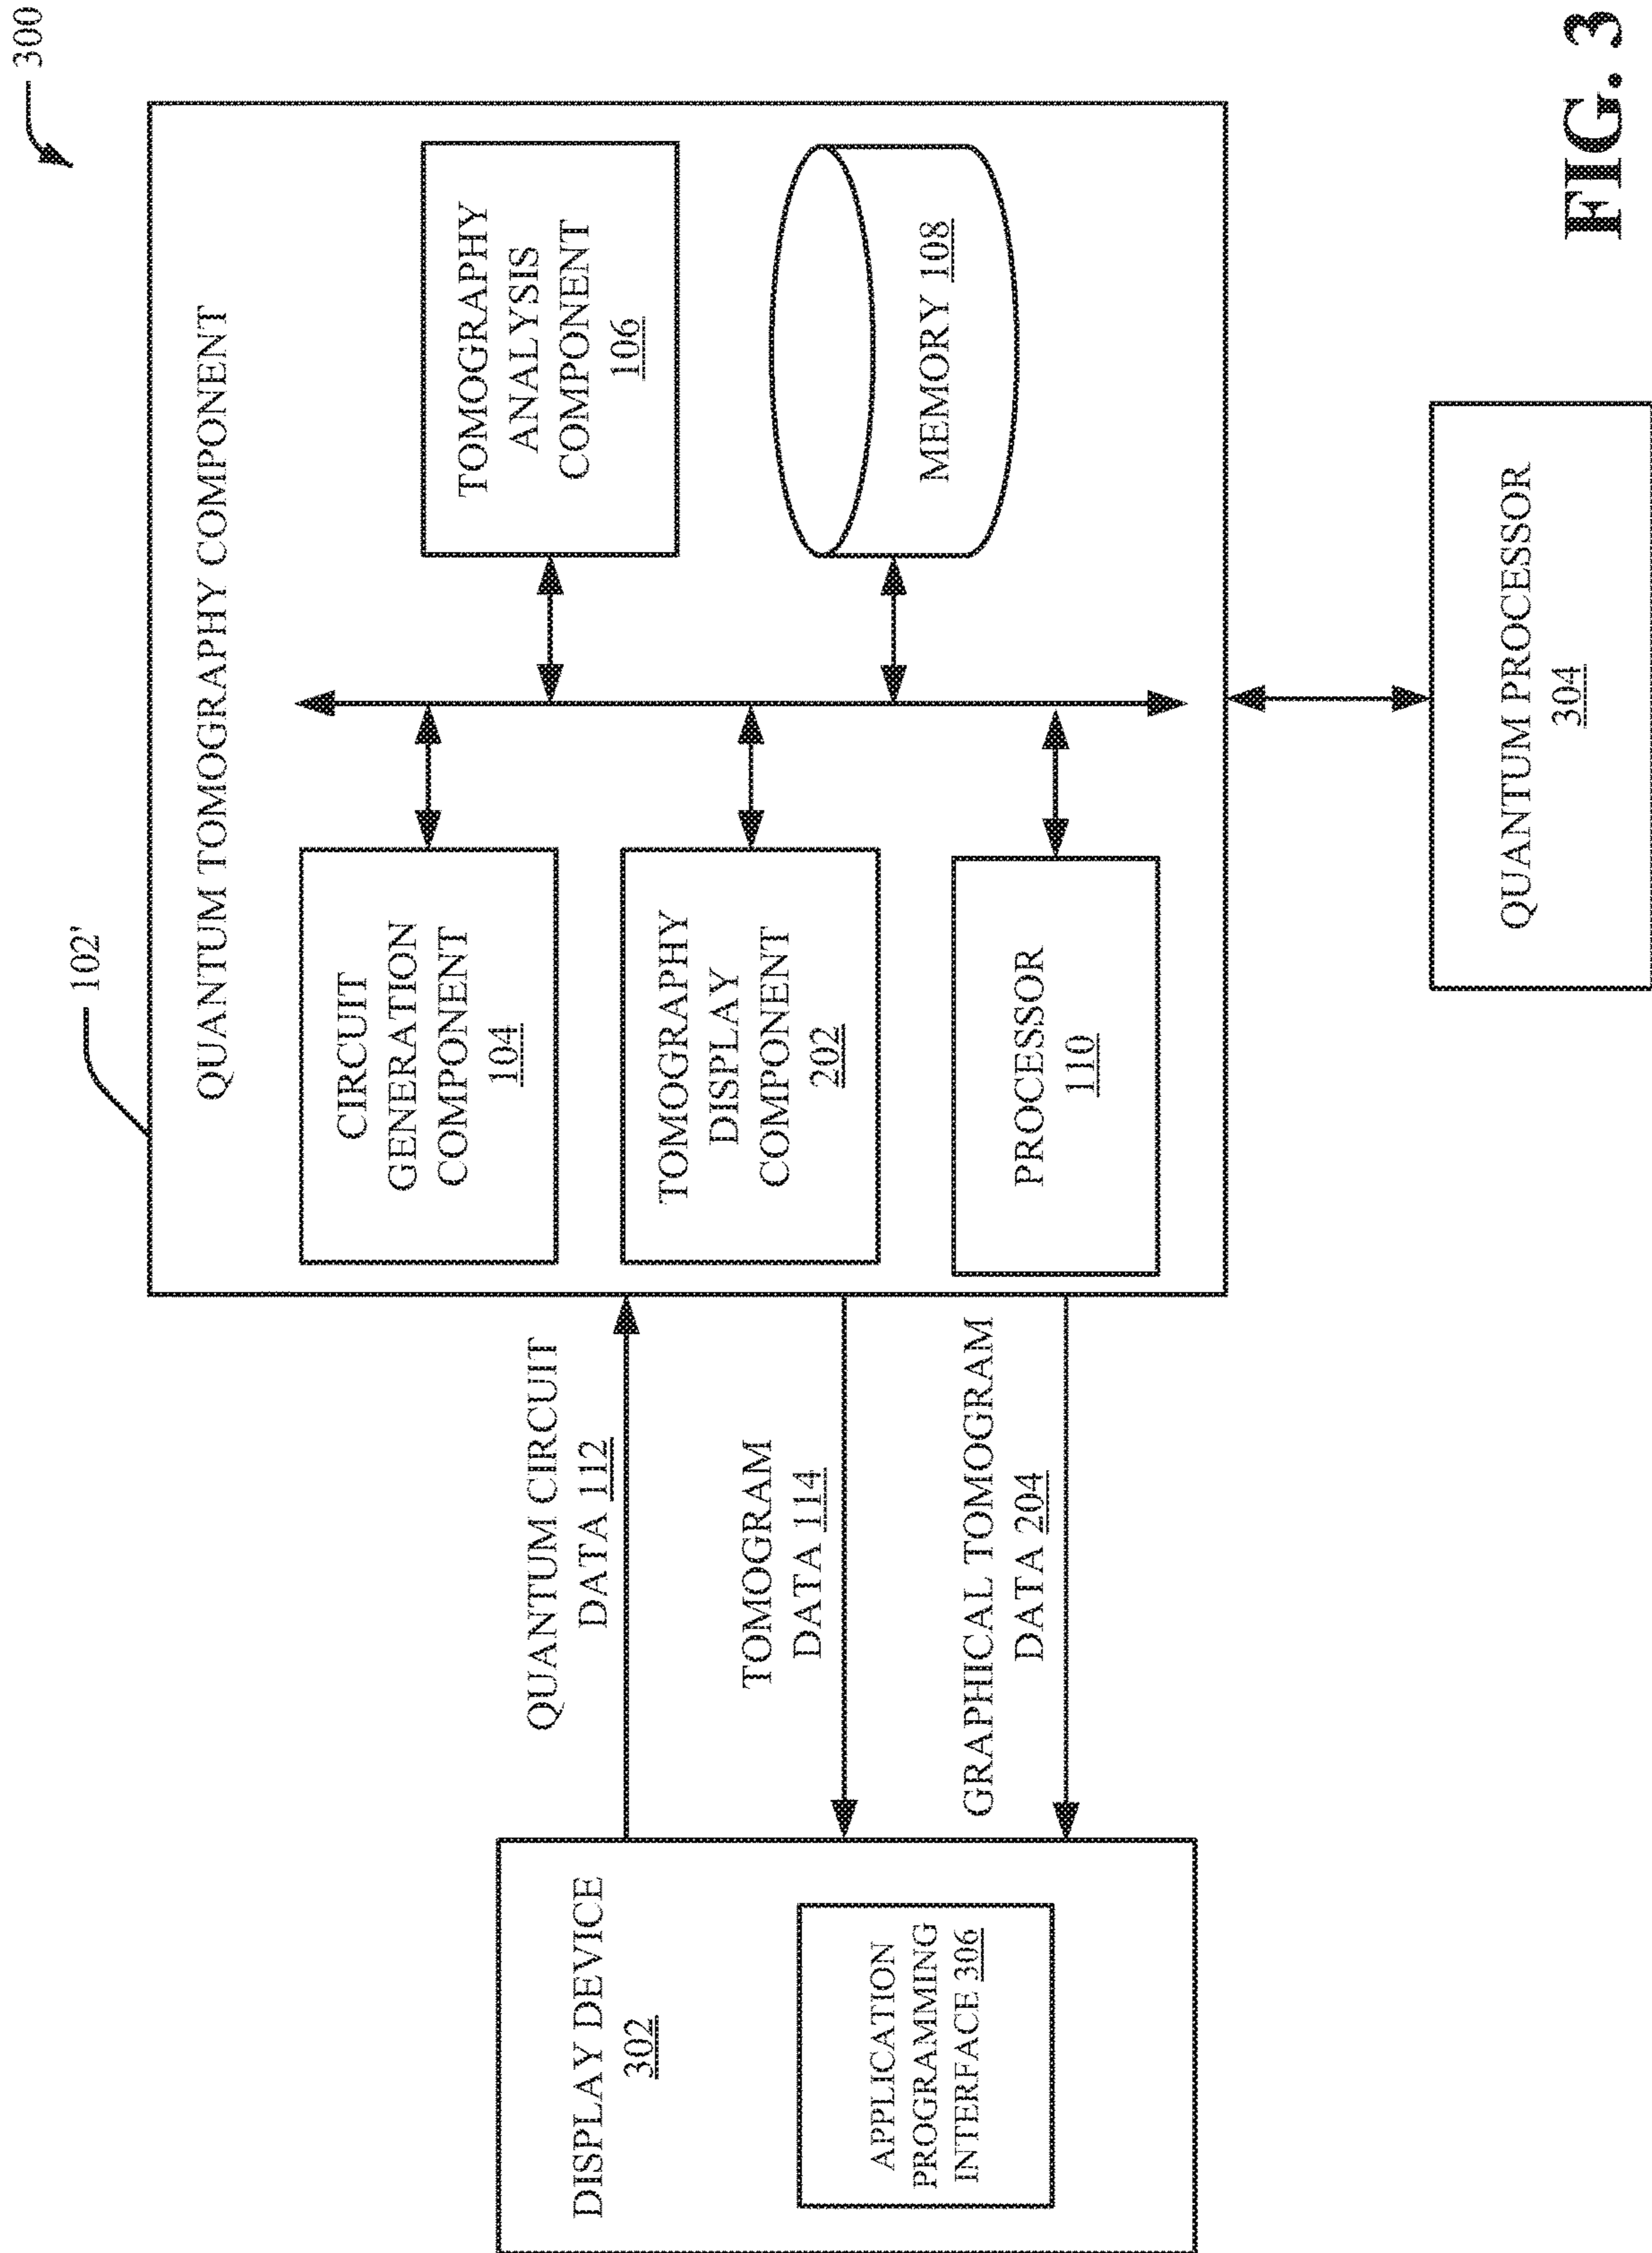 300
102'
QUANTUM TOMOGRAPHY COMPONENT
CIRCUIT
GENERATION
COMPONENT
104
TOMOGRAPHY
ANALYSIS
COMPONENT
106
TOMOGRAPHY
DISPLAY
COMPONENT
202
MEMORY 108
PROCESSOR
110
QUANTUM CIRCUIT
DATA 112
TOMOGRAM
DATA 114
GRAPHICAL TOMOGRAM
DATA 204
DISPLAY DEVICE
302
APPLICATION
PROGRAMMING
INTERFACE 306
QUANTUM PROCESSOR
304
FIG. 3